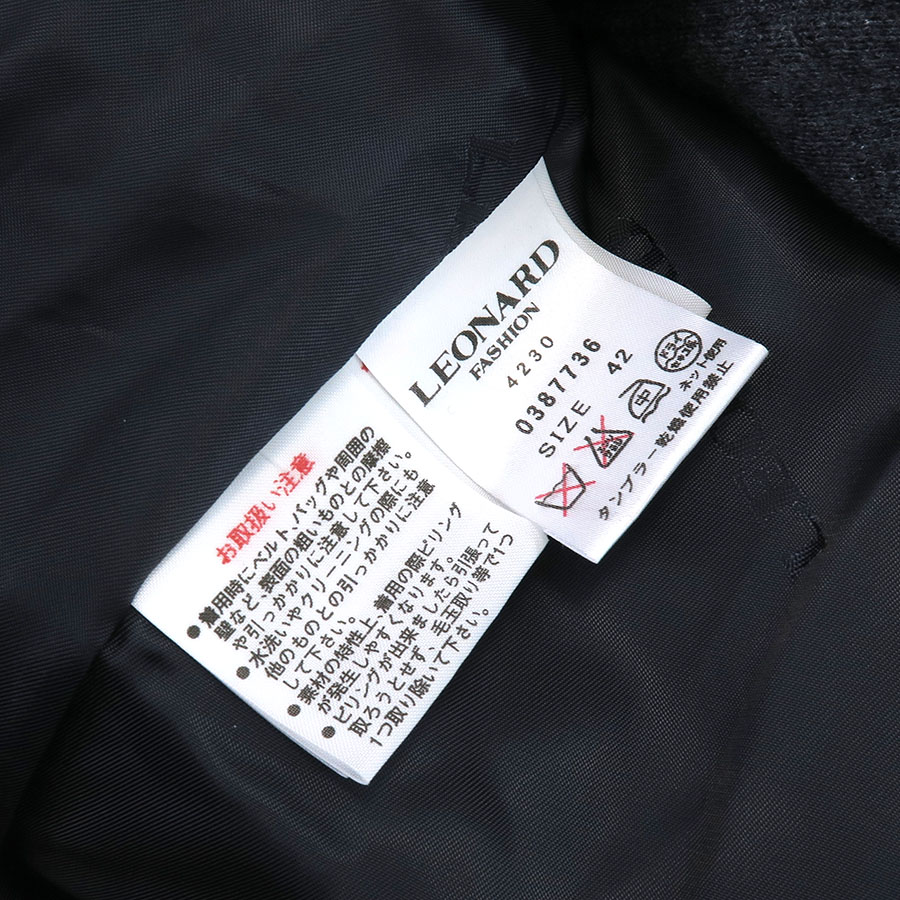 LEONARD
FASHION
4230
0387736
SIZE 42
中
ドライ
セキユ系
ネット使用
タンブラー乾燥使用禁止
お取扱い注意
●着用時にベルト、バッグや周囲の
壁など、表面の粗いものとの摩擦
や引っかかりに注意して下さい。
●水洗いやクリーニングの際にも
他のものとの引っかかりに注意
して下さい。
●素材の特性上、着用の際ピリング
が発生しやすくなります。
●ピリングが出来ましたら引張って
取ろうとせず、毛玉取り等で1つ
1つ取り除いて下さい。